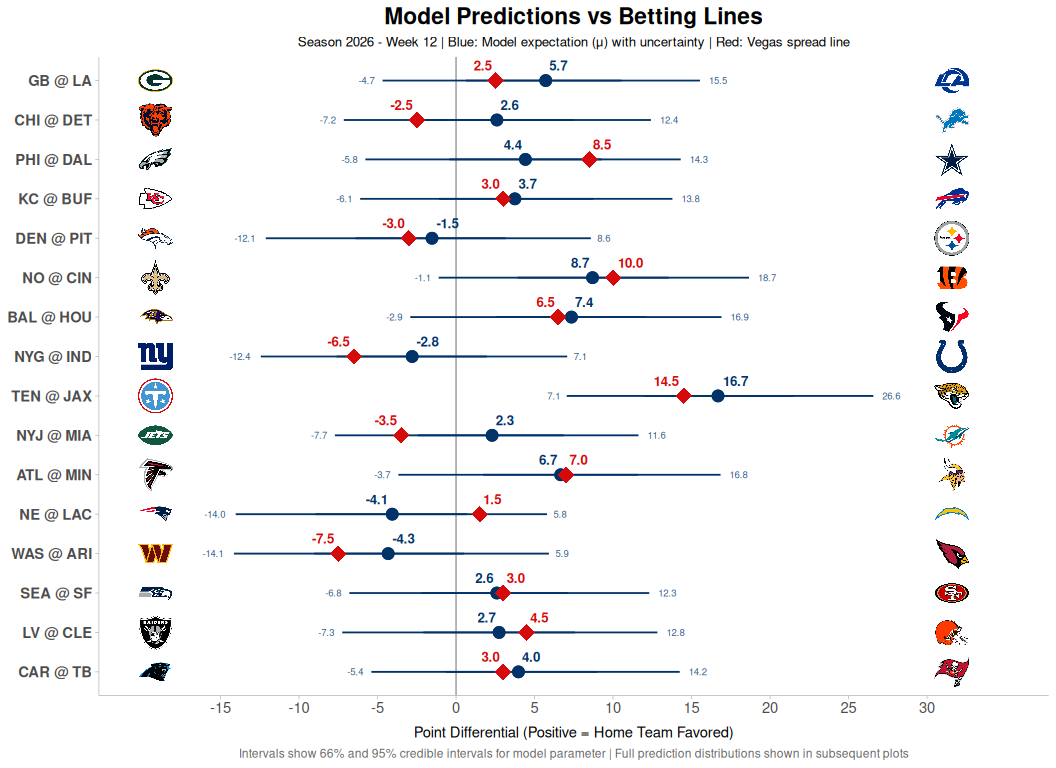 Model Predictions vs Betting Lines
Season 2026 - Week 12 | Blue: Model expectation (μ) with uncertainty | Red: Vegas spread line
GB @ LA -4.7 2.5 5.7 15.5
CHI @ DET -7.2 -2.5 2.6 12.4
PHI @ DAL -5.8 4.4 8.5 14.3
KC @ BUF -6.1 3.0 3.7 13.8
DEN @ PIT -12.1 -3.0 -1.5 8.6
NO @ CIN -1.1 8.7 10.0 18.7
BAL @ HOU -2.9 6.5 7.4 16.9
NYG @ IND -12.4 ny -6.5 -2.8 7.1
TEN @ JAX T 7.1 14.5 16.7 26.6
NYJ @ MIA JETS -7.7 -3.5 2.3 11.6
ATL @ MIN -3.7 6.7 7.0 16.8
NE @ LAC -14.0 -4.1 1.5 5.8
WAS @ ARI W -14.1 -7.5 -4.3 5.9
SEA @ SF -6.8 2.6 3.0 12.3 SF
LV @ CLE RAIDERS -7.3 2.7 4.5 12.8
CAR @ TB -5.4 3.0 4.0 14.2
-15 -10 -5 0 5 10 15 20 25 30
Point Differential (Positive = Home Team Favored)
Intervals show 66% and 95% credible intervals for model parameter | Full prediction distributions shown in subsequent plots